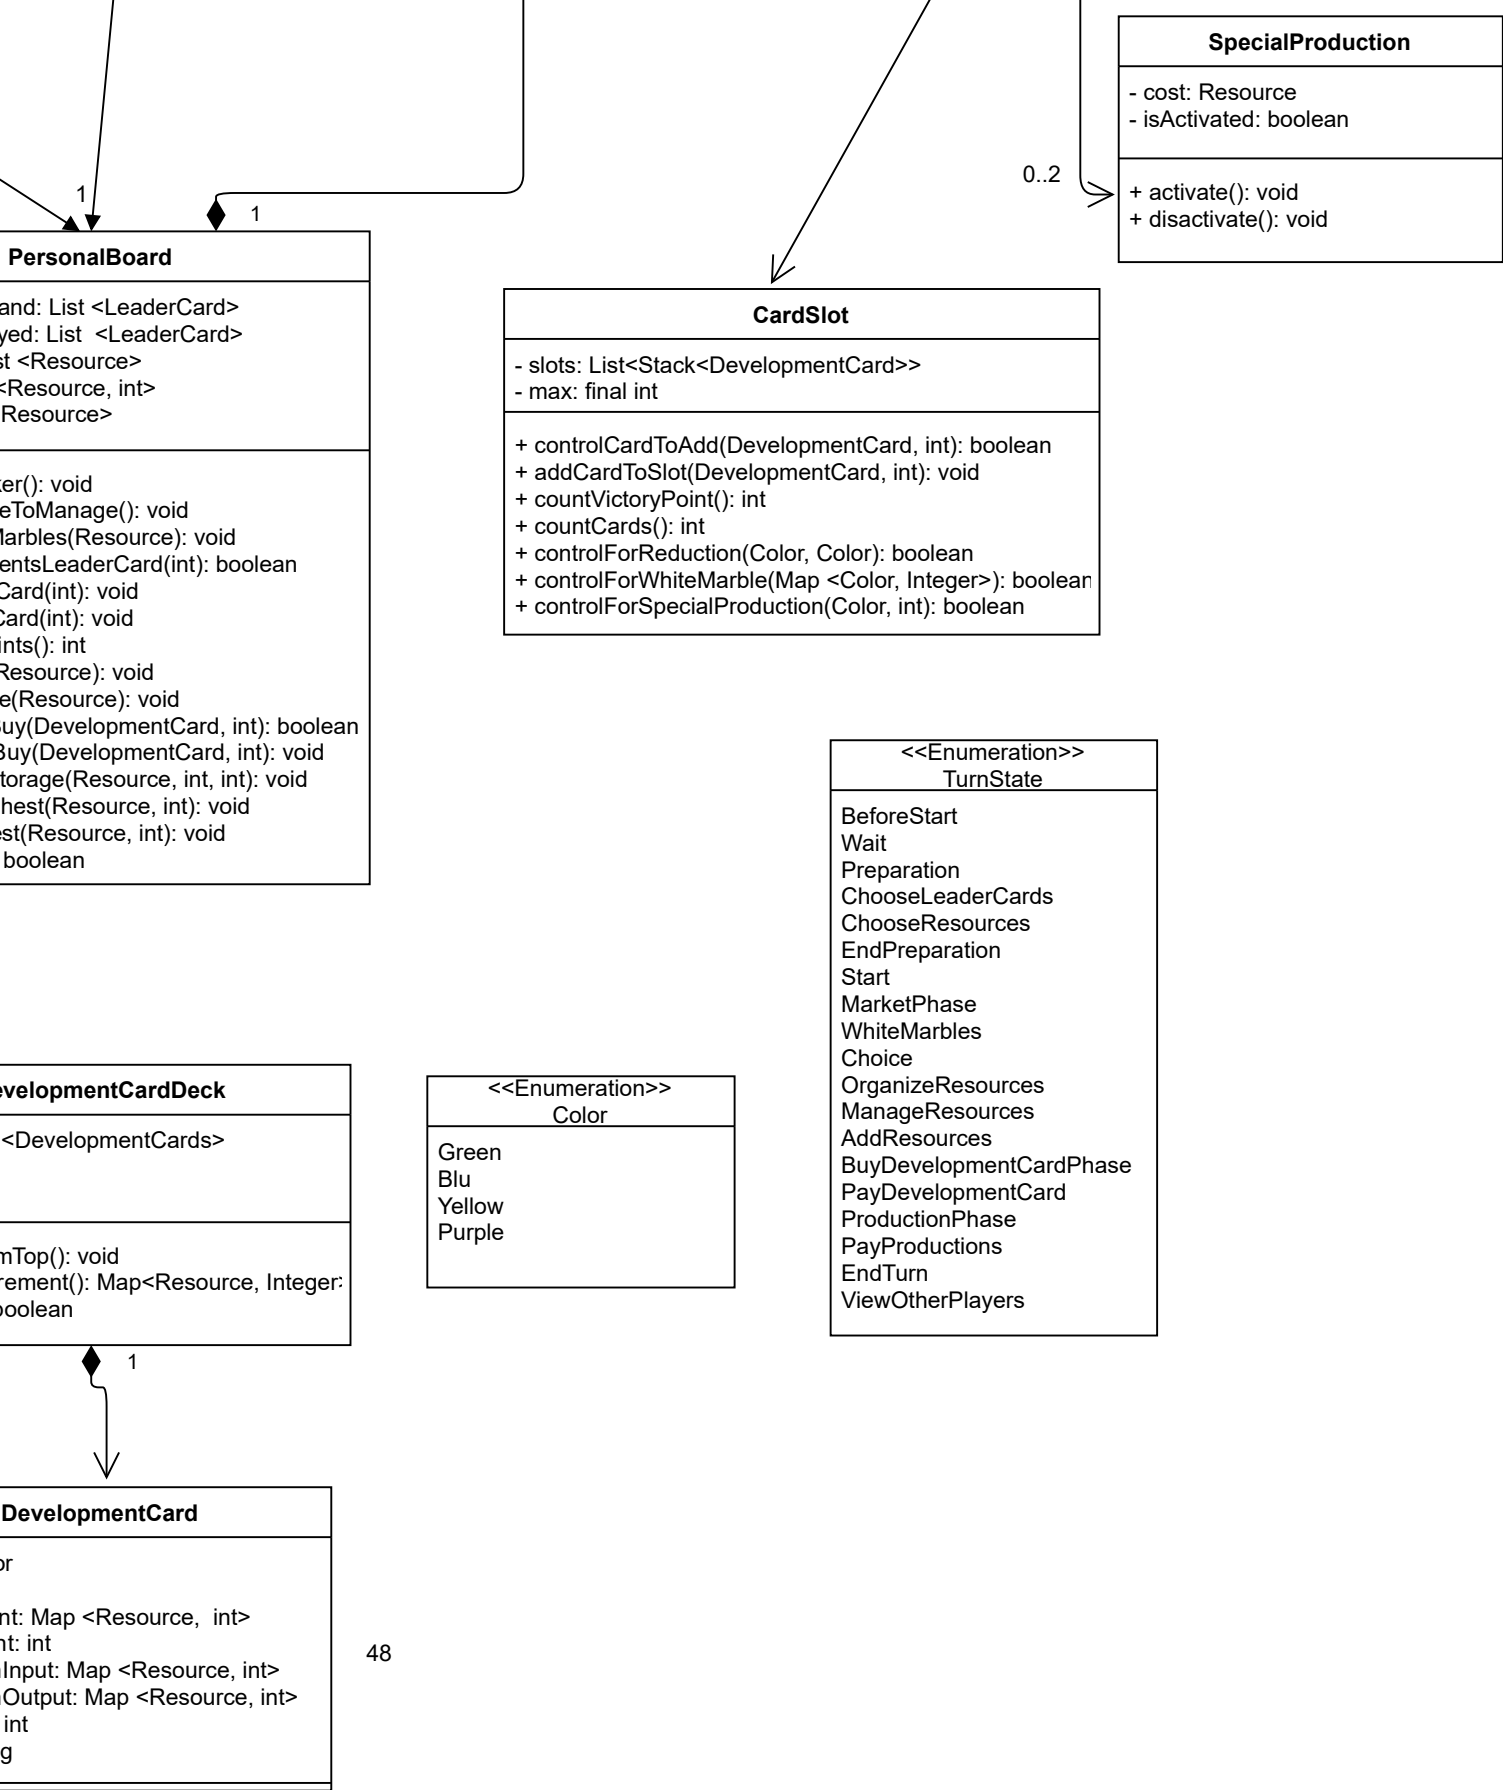 SpecialProduction
- cost: Resource
- isActivated: boolean
+ activate(): void
+ disactivate(): void
0..2
1
1
PersonalBoard
and: List <LeaderCard>
yed: List  <LeaderCard>
st <Resource>
<Resource, int>
Resource>
ker(): void
eToManage(): void
Marbles(Resource): void
entsLeaderCard(int): boolean
Card(int): void
Card(int): void
ints(): int
Resource): void
e(Resource): void
Buy(DevelopmentCard, int): boolean
Buy(DevelopmentCard, int): void
torage(Resource, int, int): void
hest(Resource, int): void
est(Resource, int): void
boolean
CardSlot
- slots: List<Stack<DevelopmentCard>>
- max: final int
+ controlCardToAdd(DevelopmentCard, int): boolean
+ addCardToSlot(DevelopmentCard, int): void
+ countVictoryPoint(): int
+ countCards(): int
+ controlForReduction(Color, Color): boolean
+ controlForWhiteMarble(Map <Color, Integer>): boolean
+ controlForSpecialProduction(Color, int): boolean
<<Enumeration>>
TurnState
BeforeStart
Wait
Preparation
ChooseLeaderCards
ChooseResources
EndPreparation
Start
MarketPhase
WhiteMarbles
Choice
OrganizeResources
ManageResources
AddResources
BuyDevelopmentCardPhase
PayDevelopmentCard
ProductionPhase
PayProductions
EndTurn
ViewOtherPlayers
evelopmentCardDeck
<DevelopmentCards>
mTop(): void
rement(): Map<Resource, Integer>
boolean
1
<<Enumeration>>
Color
Green
Blu
Yellow
Purple
DevelopmentCard
or
nt: Map <Resource,  int>
nt: int
Input: Map <Resource, int>
Output: Map <Resource, int>
int
g
48